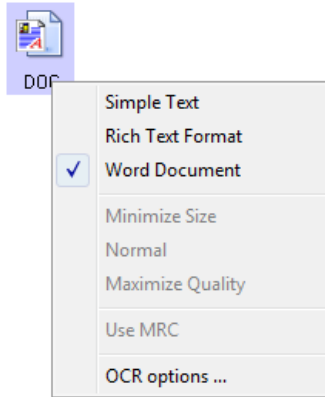 DOC
Simple Text
Rich Text Format
Word Document
Minimize Size
Normal
Maximize Quality
Use MRC
OCR options ...